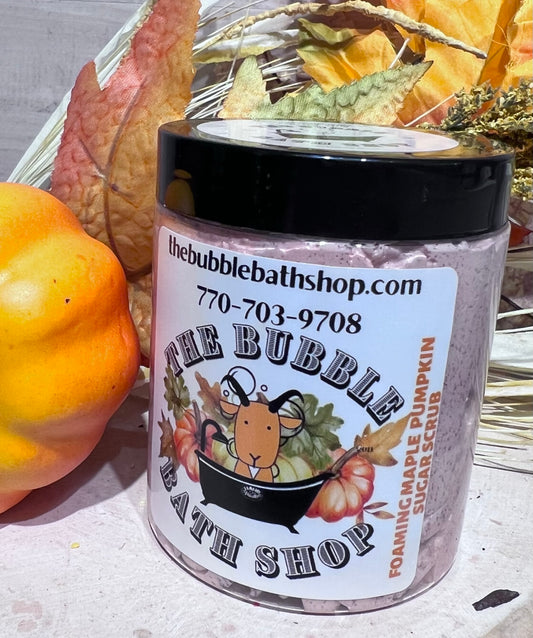 thebubblebathshop.com
770-703-9708
THE BUBBLE
BATH SHOP
FOAMING MAPLE PUMPKIN
SUGAR SCRUB